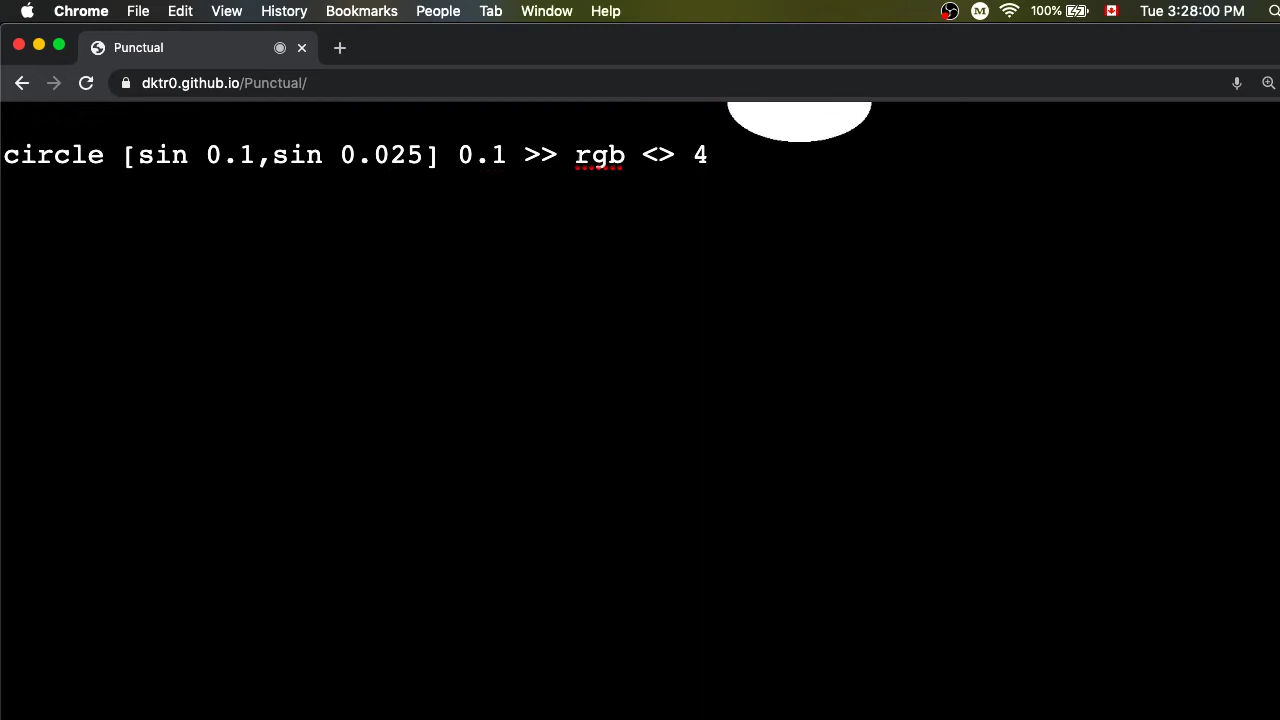 Chrome File Edit View History Bookmarks People Tab Window Help M 100% Tue 3:28:00 PM
Punctual
dktr0.github.io/Punctual/
circle [sin 0.1,sin 0.025] 0.1 >> rgb <> 4